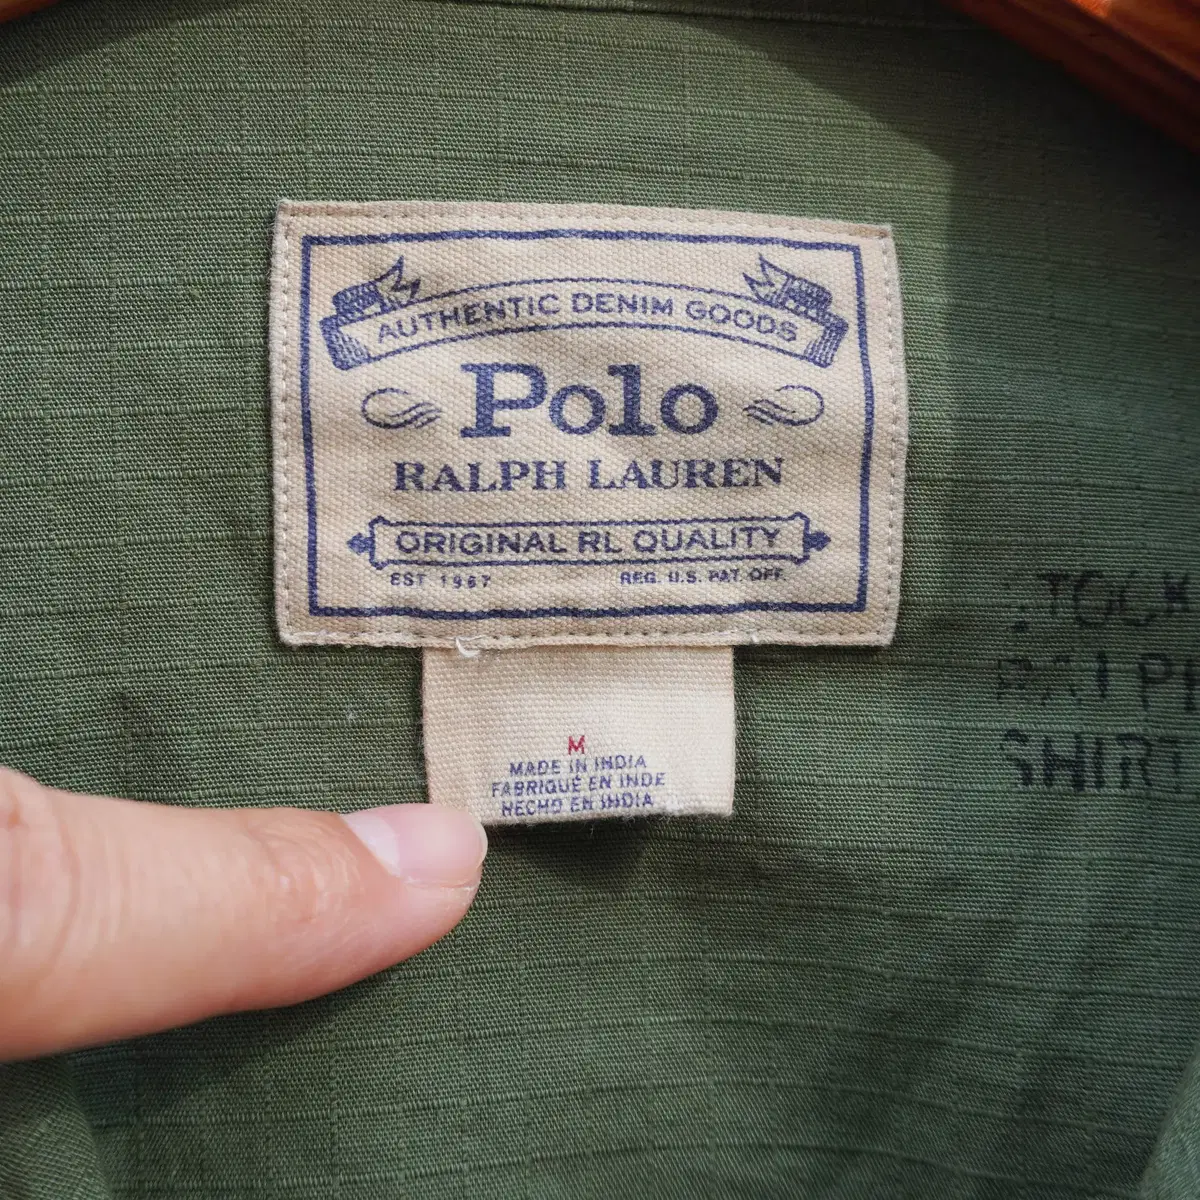 AUTHENTIC DENIM GOODS
Polo
RALPH LAUREN
ORIGINAL RL QUALITY
EST 1967
REG. U.S. PAT. OFF.
M
MADE IN INDIA
FABRIQUÉ EN INDE
HECHO EN INDIA
SHIRT